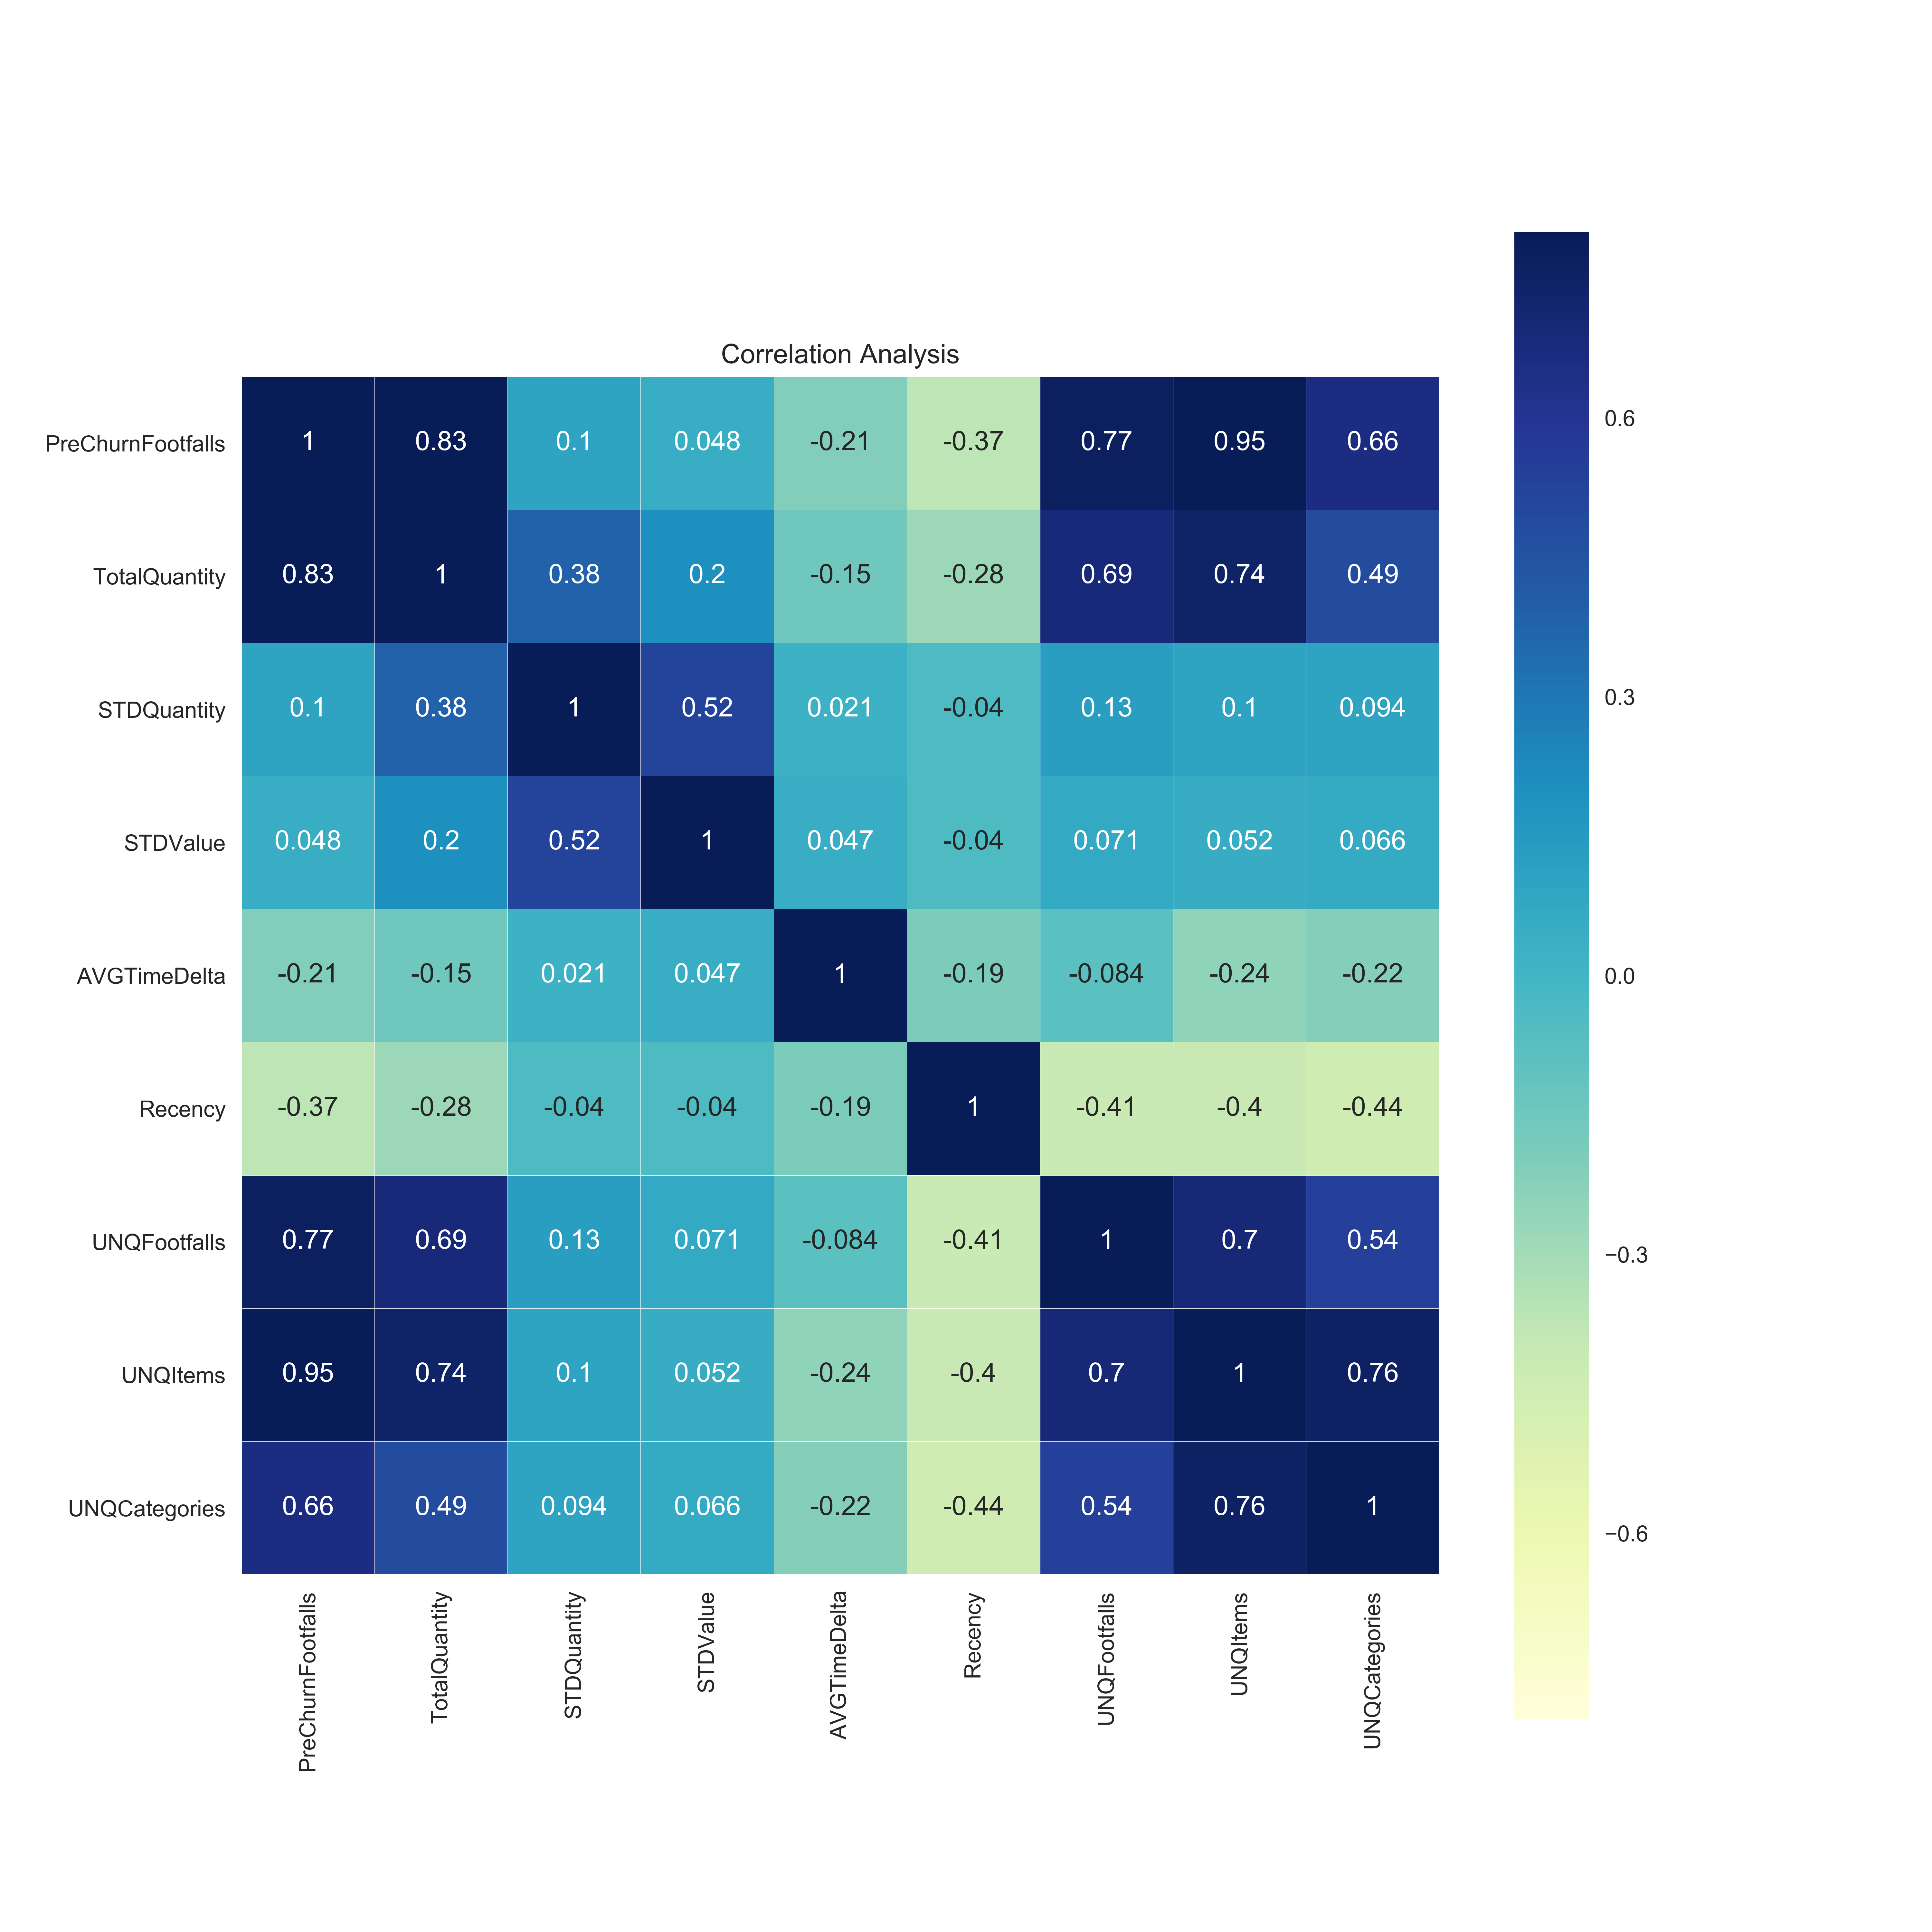 Correlation Analysis
PreChurnFootfalls 1 0.83 0.1 0.048 -0.21 -0.37 0.77 0.95 0.66
TotalQuantity 0.83 1 0.38 0.2 -0.15 -0.28 0.69 0.74 0.49
STDQuantity 0.1 0.38 1 0.52 0.021 -0.04 0.13 0.1 0.094
STDValue 0.048 0.2 0.52 1 0.047 -0.04 0.071 0.052 0.066
AVGTimeDelta -0.21 -0.15 0.021 0.047 1 -0.19 -0.084 -0.24 -0.22
Recency -0.37 -0.28 -0.04 -0.04 -0.19 1 -0.41 -0.4 -0.44
UNQFootfalls 0.77 0.69 0.13 0.071 -0.084 -0.41 1 0.7 0.54
UNQItems 0.95 0.74 0.1 0.052 -0.24 -0.4 0.7 1 0.76
UNQCategories 0.66 0.49 0.094 0.066 -0.22 -0.44 0.54 0.76 1
PreChurnFootfalls
TotalQuantity
STDQuantity
STDValue
AVGTimeDelta
Recency
UNQFootfalls
UNQItems
UNQCategories
0.6
0.3
0.0
−0.3
−0.6